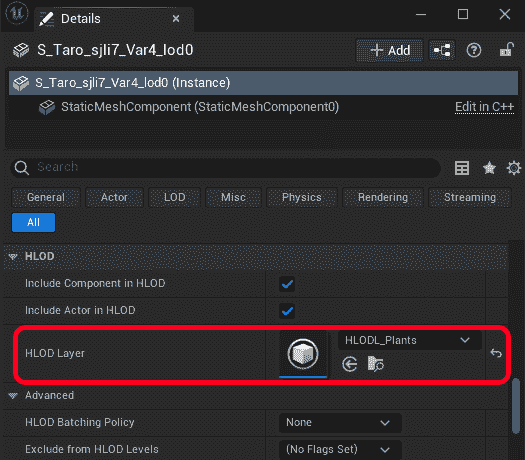 Details
S_Taro_sjli7_Var4_lod0
Add
S_Taro_sjli7_Var4_lod0 (Instance)
StaticMeshComponent (StaticMeshComponent0) Edit in C++
Search
General Actor LOD Misc Physics Rendering Streaming
All
HLOD
Include Component in HLOD
Include Actor in HLOD
HLOD Layer HLODL_Plants
Advanced
HLOD Batching Policy None
Exclude from HLOD Levels (No Flags Set)